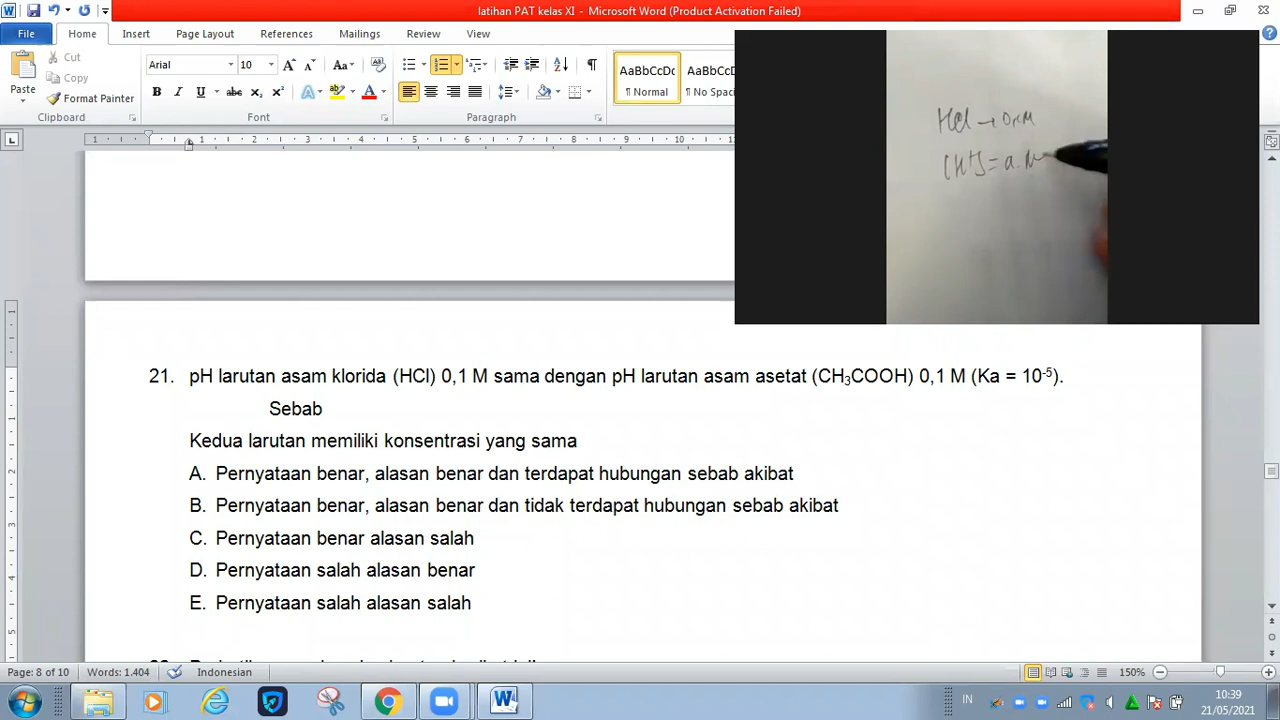 latihan PAT kelas XI - Microsoft Word (Product Activation Failed)
File Home Insert Page Layout References Mailings Review View
Cut
Copy
Format Painter
Paste
Clipboard
Arial 10
Font
Paragraph
AaBbCcDc AaBbCcDc
¶ Normal ¶ No Spaci
HCl → 0,1 M
[H+] = a. M
21. pH larutan asam klorida (HCl) 0,1 M sama dengan pH larutan asam asetat (CH₃COOH) 0,1 M (Ka = 10⁻⁵).
Sebab
Kedua larutan memiliki konsentrasi yang sama
A. Pernyataan benar, alasan benar dan terdapat hubungan sebab akibat
B. Pernyataan benar, alasan benar dan tidak terdapat hubungan sebab akibat
C. Pernyataan benar alasan salah
D. Pernyataan salah alasan benar
E. Pernyataan salah alasan salah
Page: 8 of 10 Words: 1.404 Indonesian 150%
IN 10:39
21/05/2021